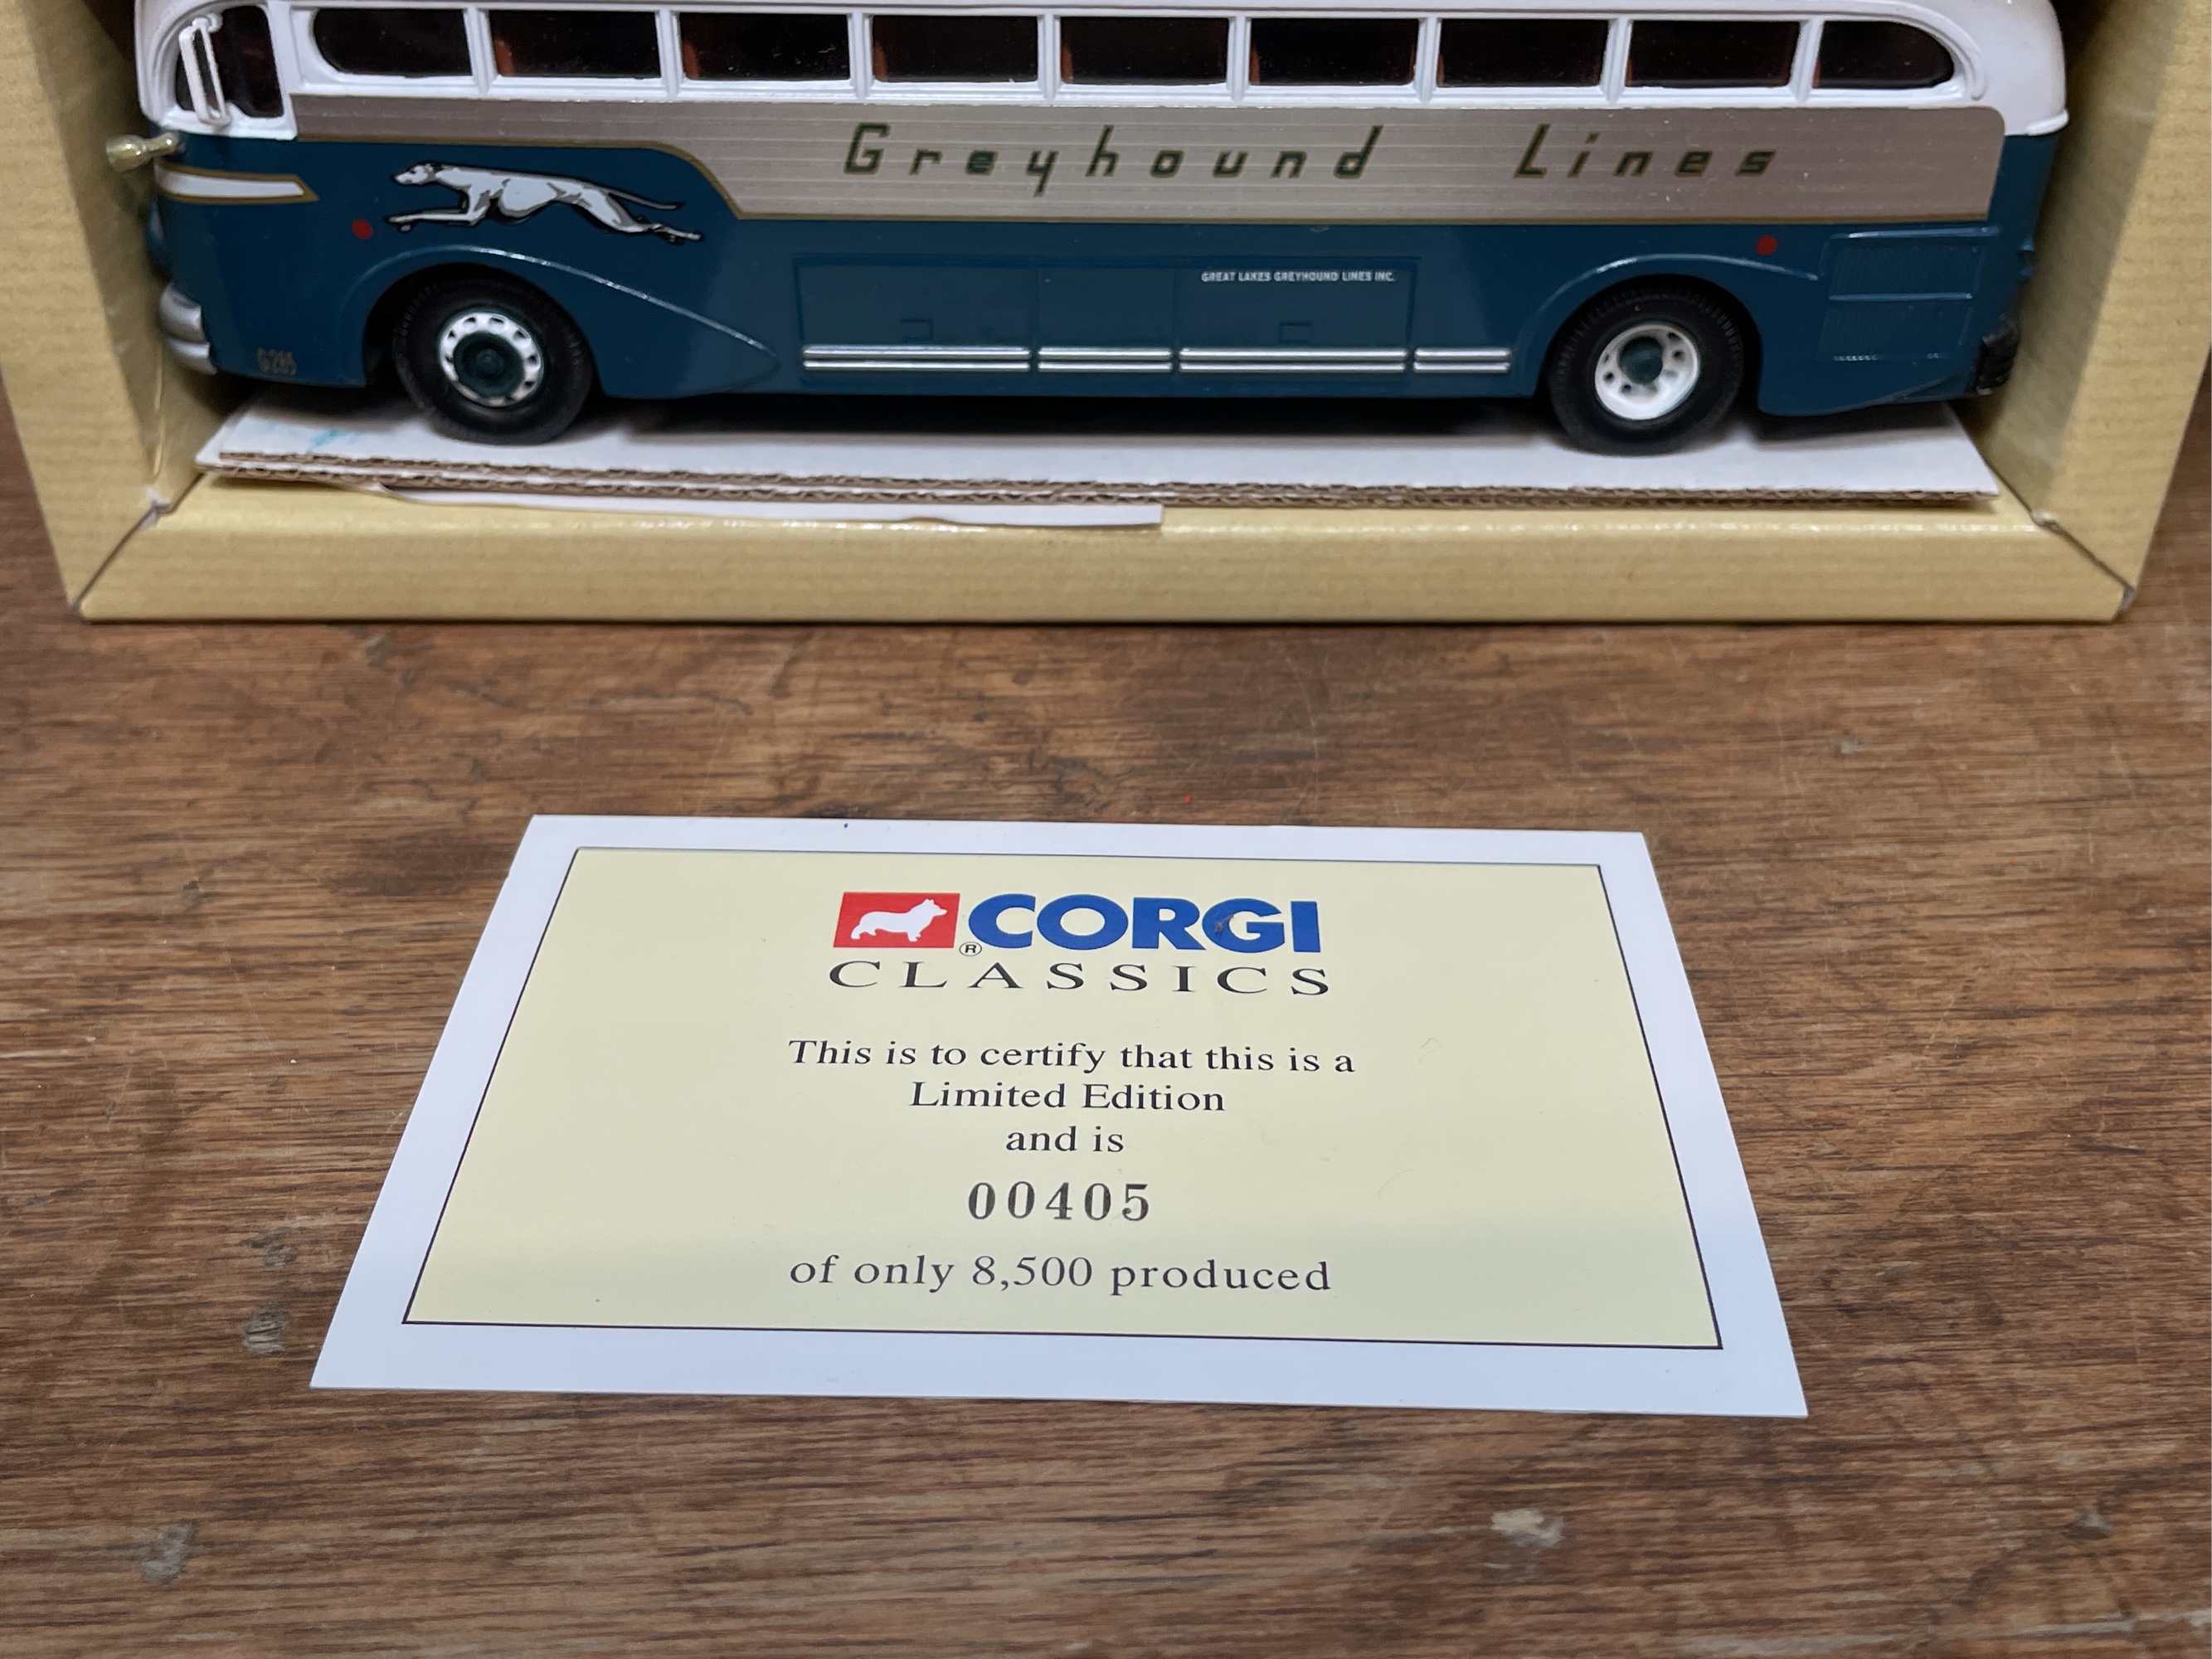 Greyhound Lines
GREAT LAKES GREYHOUND LINES INC.
® CORGI
CLASSICS
This is to certify that this is a
Limited Edition
and is
00405
of only 8,500 produced